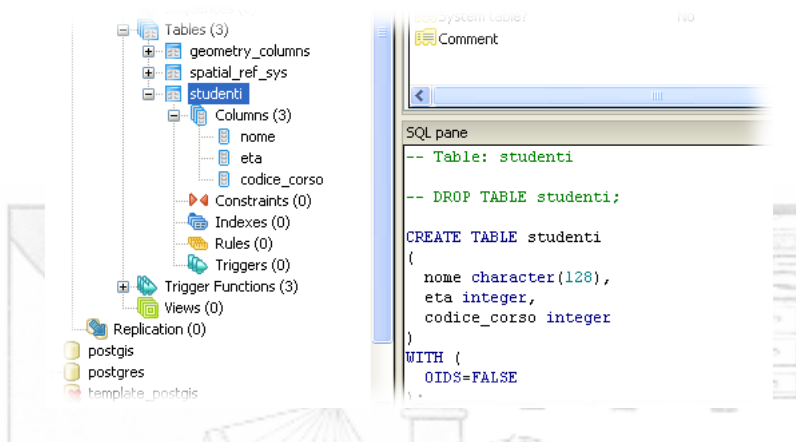 Tables (3)
geometry_columns
spatial_ref_sys
studenti
Columns (3)
nome
eta
codice_corso
Constraints (0)
Indexes (0)
Rules (0)
Triggers (0)
Trigger Functions (3)
Views (0)
Replication (0)
postgis
postgres
template_postgis
System table? No
Comment
SQL pane
-- Table: studenti
-- DROP TABLE studenti;
CREATE TABLE studenti
(
nome character(128),
eta integer,
codice_corso integer
)
WITH (
OIDS=FALSE
);